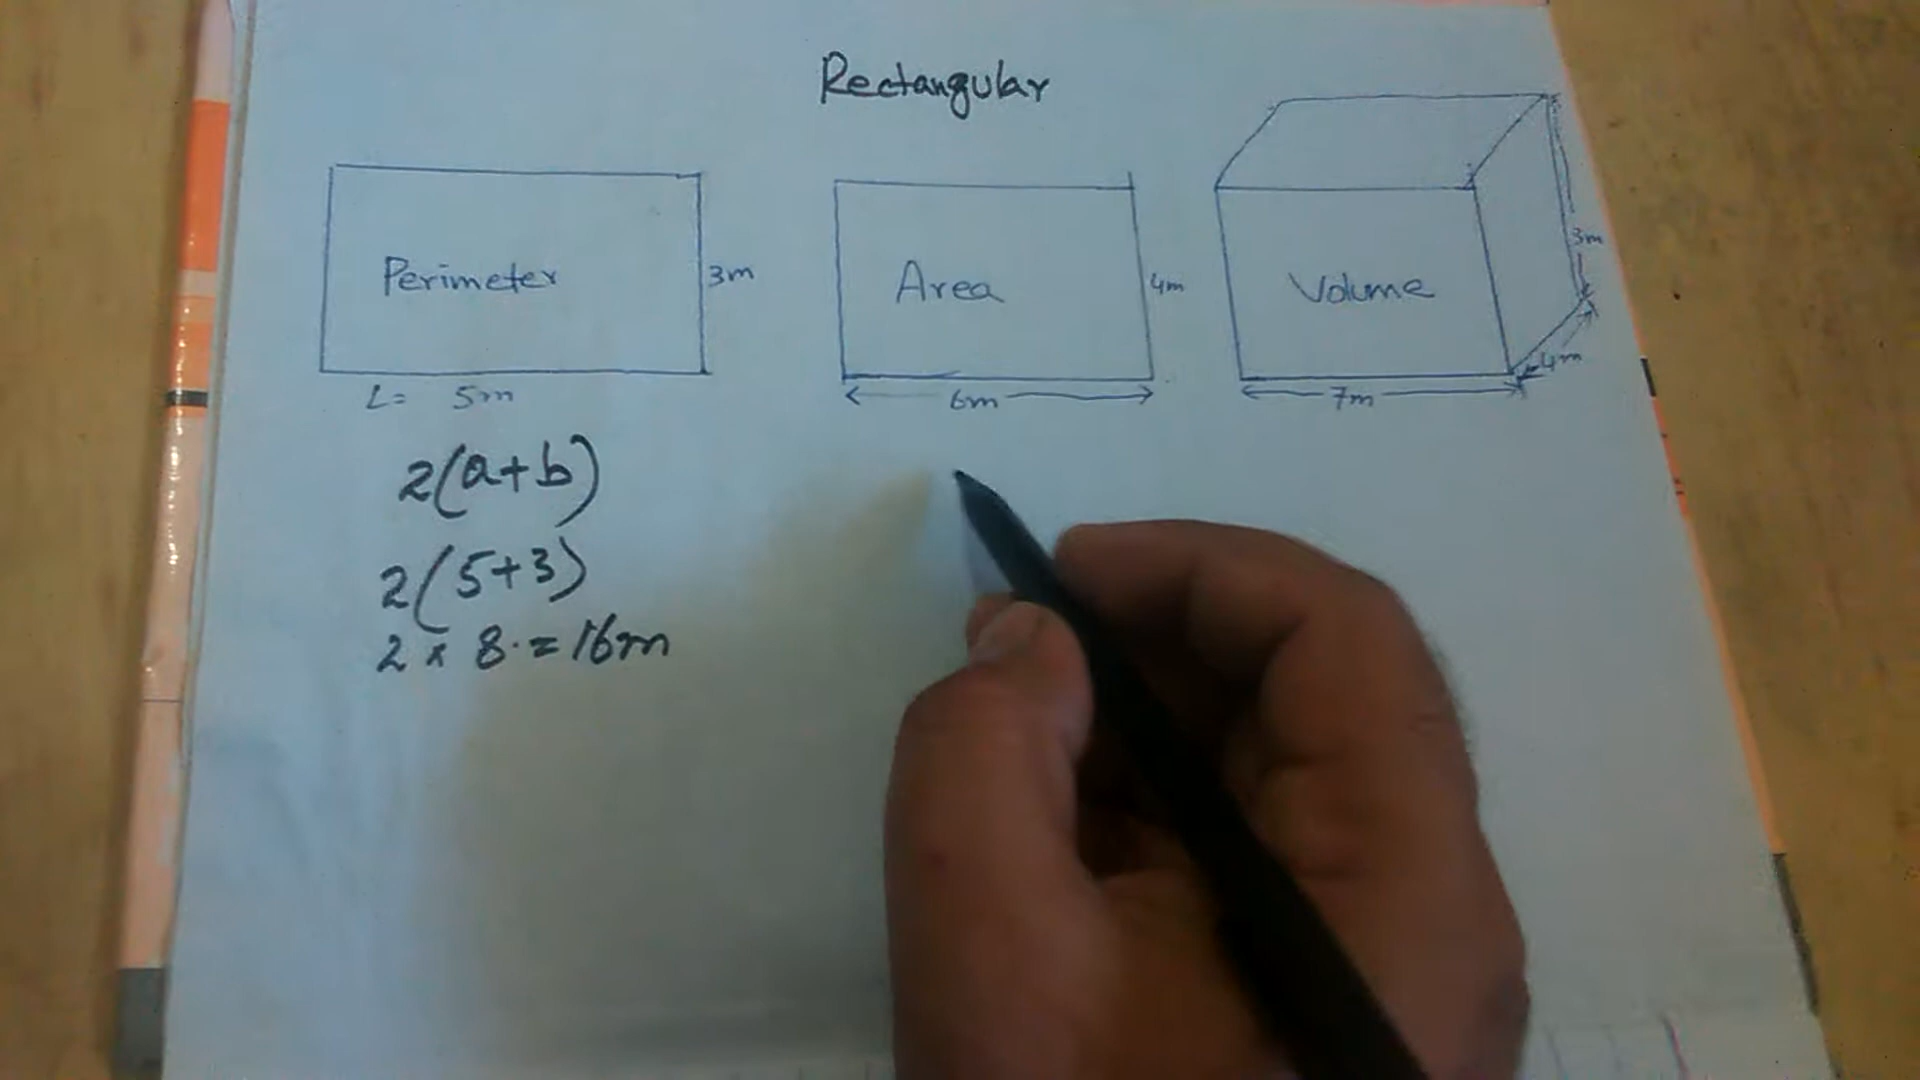 Rectangular
Perimeter
3m
L= 5m
Area
4m
6m
Volume
3m
4m
7m
2(a+b)
2(5+3)
2 x 8.=16m